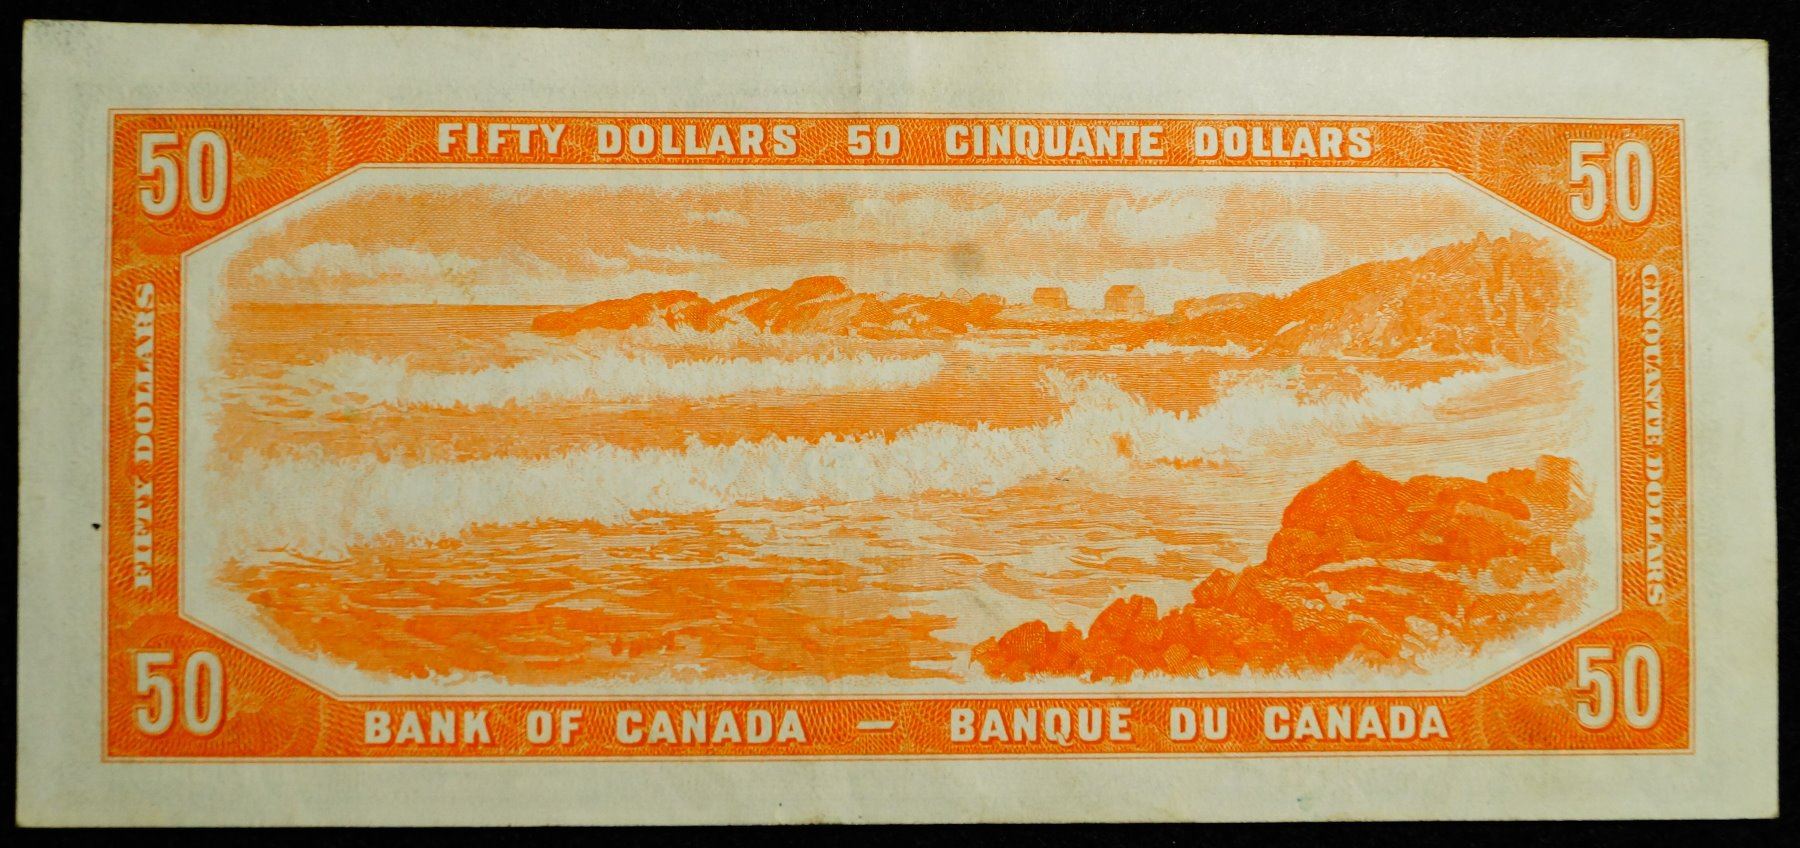 50
FIFTY DOLLARS 50 CINQUANTE DOLLARS
50
FIFTY DOLLARS
CINQUANTE DOLLARS
50
BANK OF CANADA — BANQUE DU CANADA
50